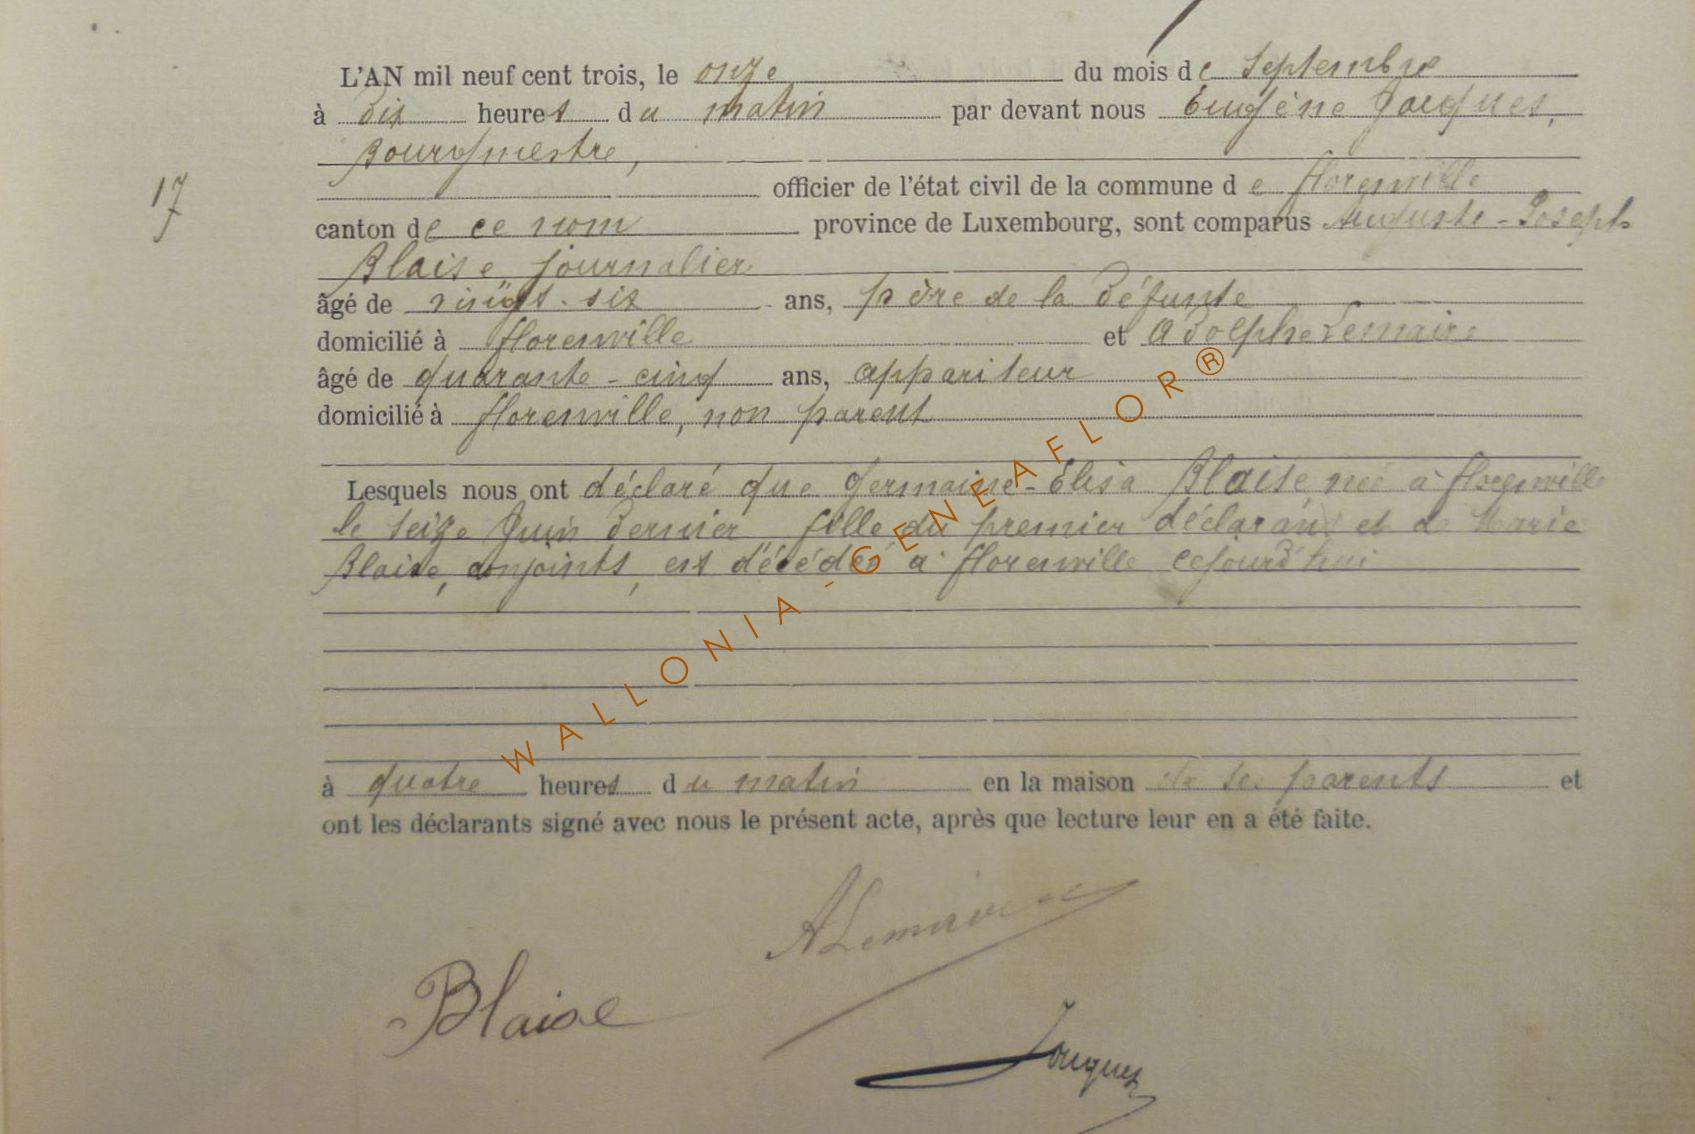 L'AN mil neuf cent trois, le onze du mois de Septembre
à dix heures du matin par devant nous Eugène Jacques,
Bourgmestre,
officier de l'état civil de la commune de florenville
17
canton de ce nom province de Luxembourg, sont comparus Auguste-Joseph
Blaise journalier
âgé de vingt-six ans, père de la défunte
domicilié à florenville et Adolphe Lemaire
âgé de quarante-cinq ans, appariteur
domicilié à florenville, non parent
Lesquels nous ont déclaré que Germaine-Elisa Blaise née à florenville
le seize Juin dernier fille du premier déclarant et de Marie
Blaise, conjoints, est décédée à florenville cejourd'hui
à quatre heures du matin en la maison de ses parents et
ont les déclarants signé avec nous le présent acte, après que lecture leur en a été faite.
ALemaire
Blaise
Jacques
WALLONIA - GENEAFLOR®